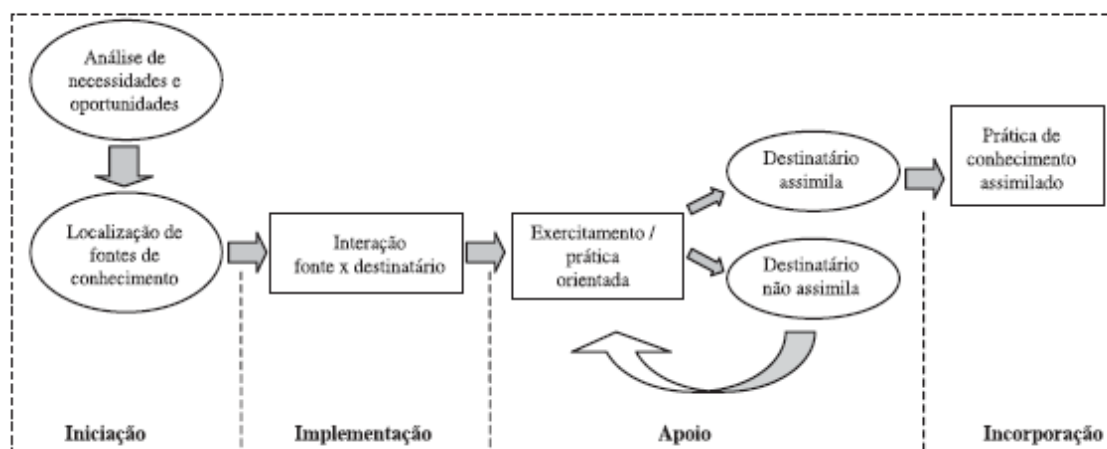 Análise de
necessidades e
oportunidades
Localização de
fontes de
conhecimento
Interação
fonte x destinatário
Exercitamento /
prática
orientada
Destinatário
assimila
Destinatário
não assimila
Prática de
conhecimento
assimilado
Iniciação
Implementação
Apoio
Incorporação